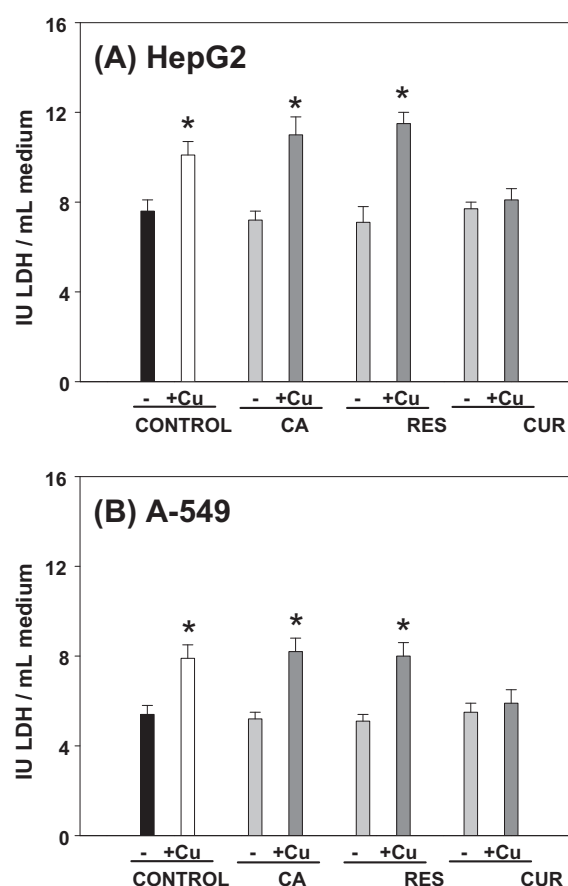 16
(A) HepG2
12
8
4
0
IU LDH / mL medium
* * *
- +Cu - +Cu - +Cu - +Cu
CONTROL CA RES CUR
16
(B) A-549
12
8
4
0
IU LDH / mL medium
* * *
- +Cu - +Cu - +Cu - +Cu
CONTROL CA RES CUR